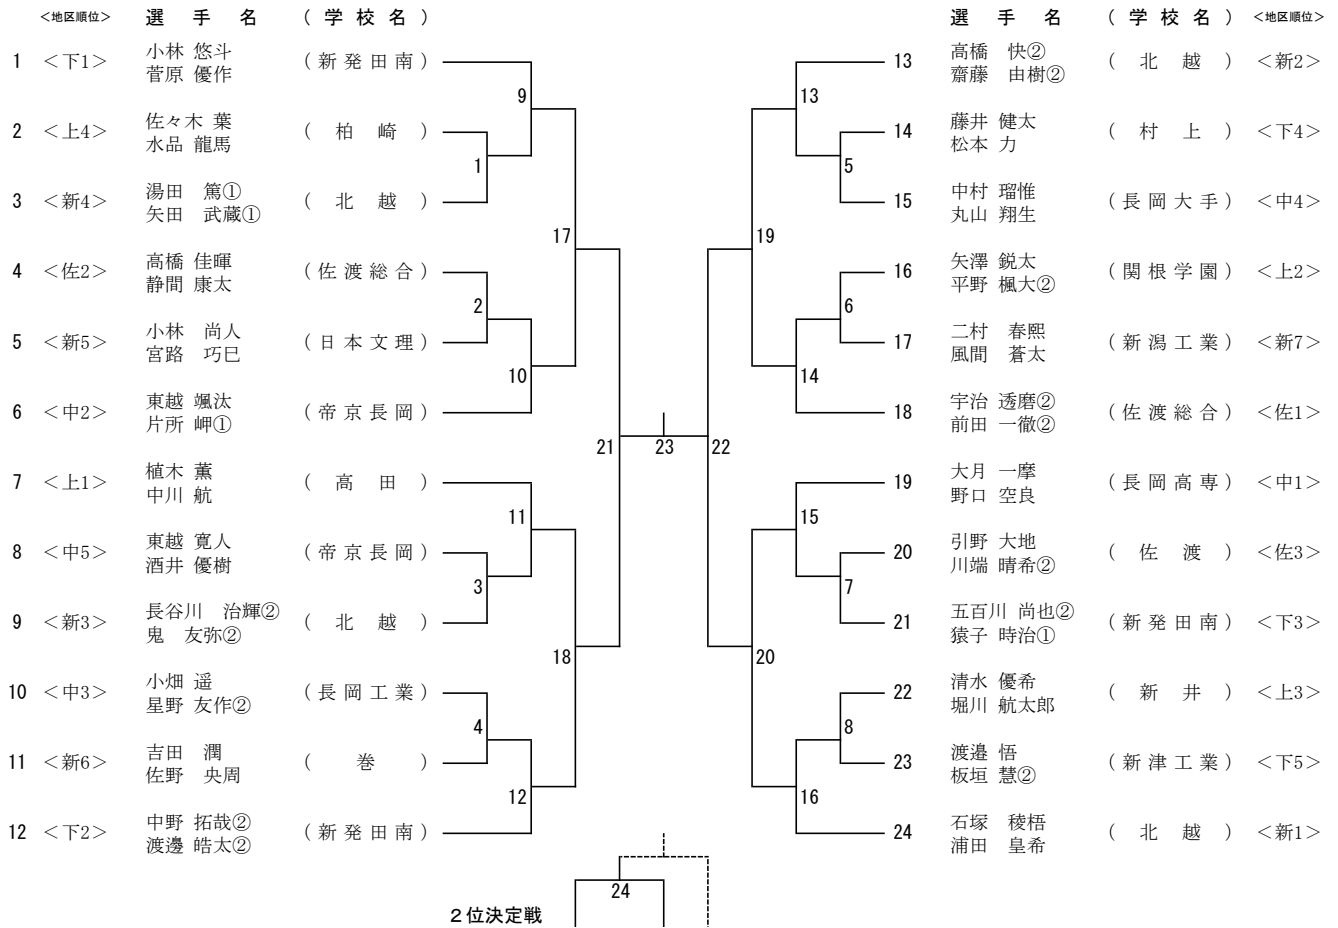 <地区順位> 選手名 (学校名) 選手名 (学校名) <地区順位>
1 <下1> 小林 悠斗 (新発田南)
菅原 優作
2 <上4> 佐々木 葉 (柏崎)
水品 龍馬
3 <新4> 湯田 篤① (北越)
矢田 武蔵①
4 <佐2> 高橋 佳暉 (佐渡総合)
静間 康太
5 <新5> 小林 尚人 (日本文理)
宮路 巧巳
6 <中2> 東越 颯汰 (帝京長岡)
片所 岬①
7 <上1> 植木 薫 (高田)
中川 航
8 <中5> 東越 寛人 (帝京長岡)
酒井 優樹
9 <新3> 長谷川 治輝② (北越)
鬼 友弥②
10 <中3> 小畑 遥 (長岡工業)
星野 友作②
11 <新6> 吉田 潤 (巻)
佐野 央周
12 <下2> 中野 拓哉② (新発田南)
渡邊 皓太②
9
1
17
2
10
21
11
3
18
4
12
23
22
13
5
19
6
14
15
7
20
8
16
13 高橋 快② (北越) <新2>
齋藤 由樹②
14 藤井 健太 (村上) <下4>
松本 力
15 中村 瑠惟 (長岡大手) <中4>
丸山 翔生
16 矢澤 鋭太 (関根学園) <上2>
平野 楓大②
17 二村 春熙 (新潟工業) <新7>
風間 蒼太
18 宇治 透磨② (佐渡総合) <佐1>
前田 一徹②
19 大月 一摩 (長岡高専) <中1>
野口 空良
20 引野 大地 (佐渡) <佐3>
川端 晴希②
21 五百川 尚也② (新発田南) <下3>
猿子 時治①
22 清水 優希 (新井) <上3>
堀川 航太郎
23 渡邉 悟 (新津工業) <下5>
板垣 慧②
24 石塚 稜梧 (北越) <新1>
浦田 皇希
24
2位決定戦